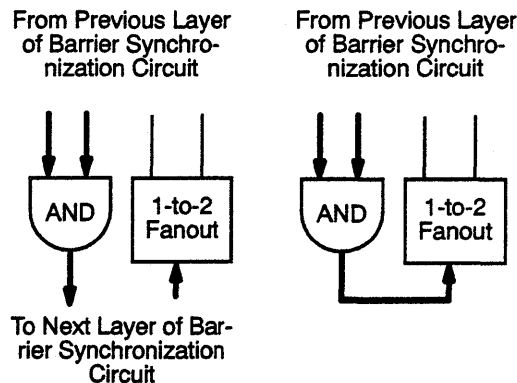 From Previous Layer
of Barrier Synchro-
nization Circuit
AND
1-to-2
Fanout
To Next Layer of Bar-
rier Synchronization
Circuit
From Previous Layer
of Barrier Synchro-
nization Circuit
AND
1-to-2
Fanout